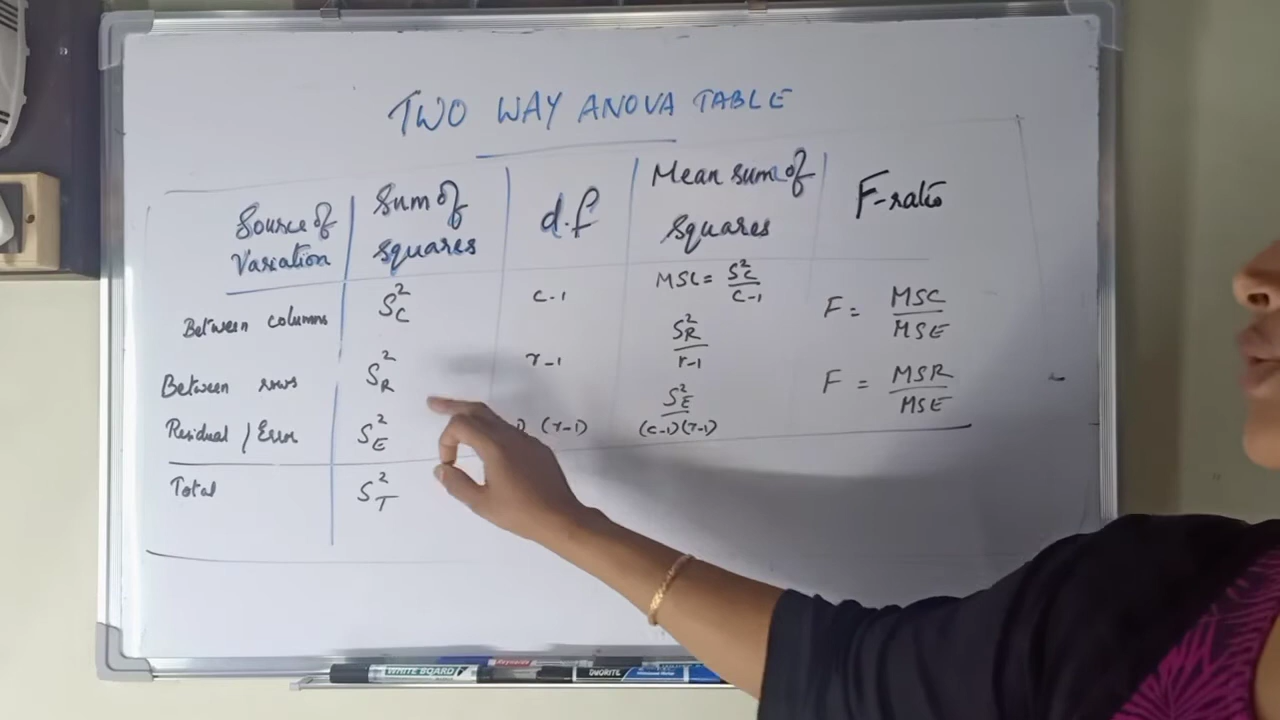 TWO WAY ANOVA TABLE
Source of Variation
Sum of squares
d.f
Mean sum of squares
F-ratio
Between columns
S²C
c-1
MSC = S²C / C-1
F = MSC / MSE
Between rows
S²R
r-1
S²R / r-1
F = MSR / MSE
Residual / Error
S²E
(r-1)
S²E / (c-1)(r-1)
Total
S²T
WHITE BOARD